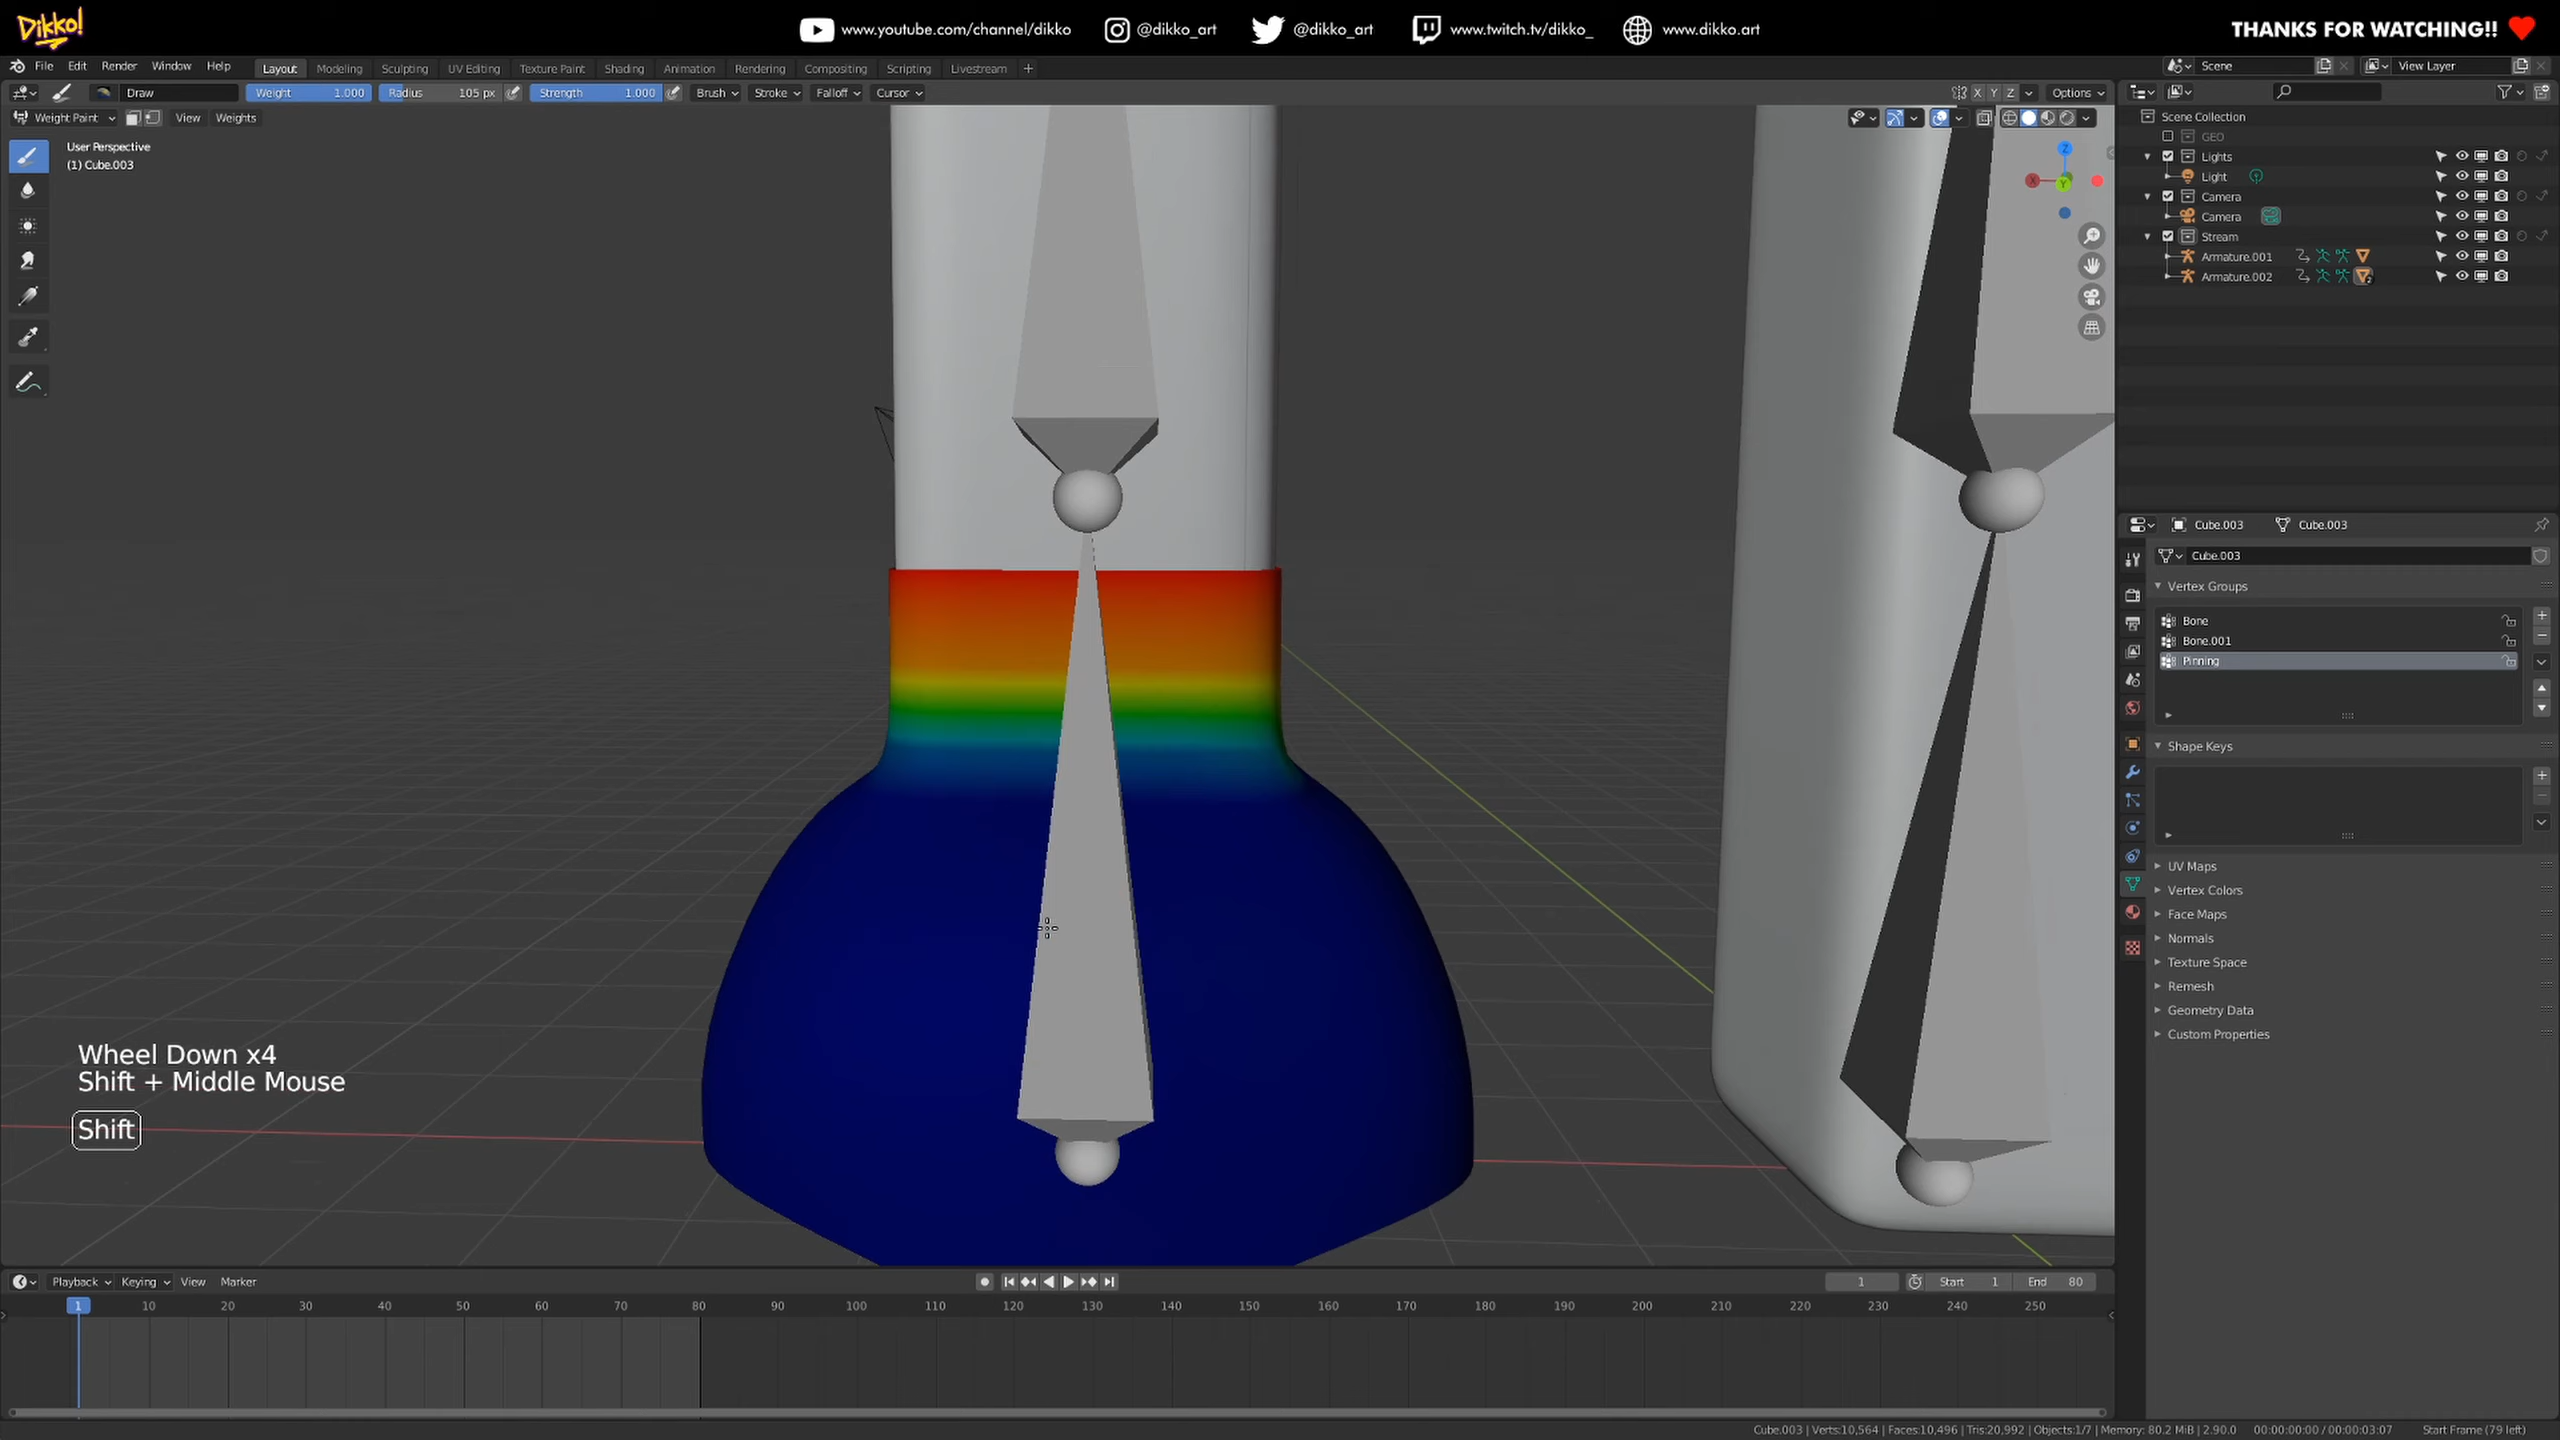 Dikko! www.youtube.com/channel/dikko @dikko_art @dikko_art www.twitch.tv/dikko_ www.dikko.art THANKS FOR WATCHING!!
File Edit Render Window Help Layout Modeling Sculpting UV Editing Texture Paint Shading Animation Rendering Compositing Scripting Livestream + Scene View Layer
Draw Weight 1.000 Radius 105 px Strength 1.000 Brush Stroke Falloff Cursor X Y Z Options
Weight Paint View Weights
User Perspective
(1) Cube.003
Z
X
Y
Scene Collection
GEO
Lights
Light
Camera
Camera
Stream
Armature.001
Armature.002
Cube.003 Cube.003
Cube.003
Vertex Groups
Bone
Bone.001
Pinning
Shape Keys
UV Maps
Vertex Colors
Face Maps
Normals
Texture Space
Remesh
Geometry Data
Custom Properties
Wheel Down x4
Shift + Middle Mouse
Shift
Playback Keying View Marker 1 Start 1 End 80
1 10 20 30 40 50 60 70 80 90 100 110 120 130 140 150 160 170 180 190 200 210 220 230 240 250
Cube.003 | Verts:10,564 | Faces:10,496 | Tris:20,992 | Objects:1/7 | Memory: 80.2 MiB | 2.90.0 00:00:00:00 / 00:00:03:07 Start Frame (79 left)